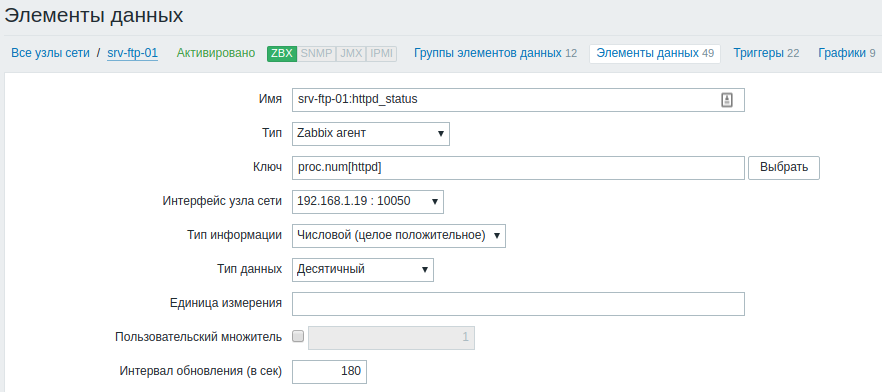 Элементы данных
Все узлы сети / srv-ftp-01 Активировано ZBX SNMP JMX IPMI Группы элементов данных 12 Элементы данных 49 Триггеры 22 Графики 9
Имя srv-ftp-01:httpd_status
Тип Zabbix агент
Ключ proc.num[httpd] Выбрать
Интерфейс узла сети 192.168.1.19 : 10050
Тип информации Числовой (целое положительное)
Тип данных Десятичный
Единица измерения
Пользовательский множитель 1
Интервал обновления (в сек) 180